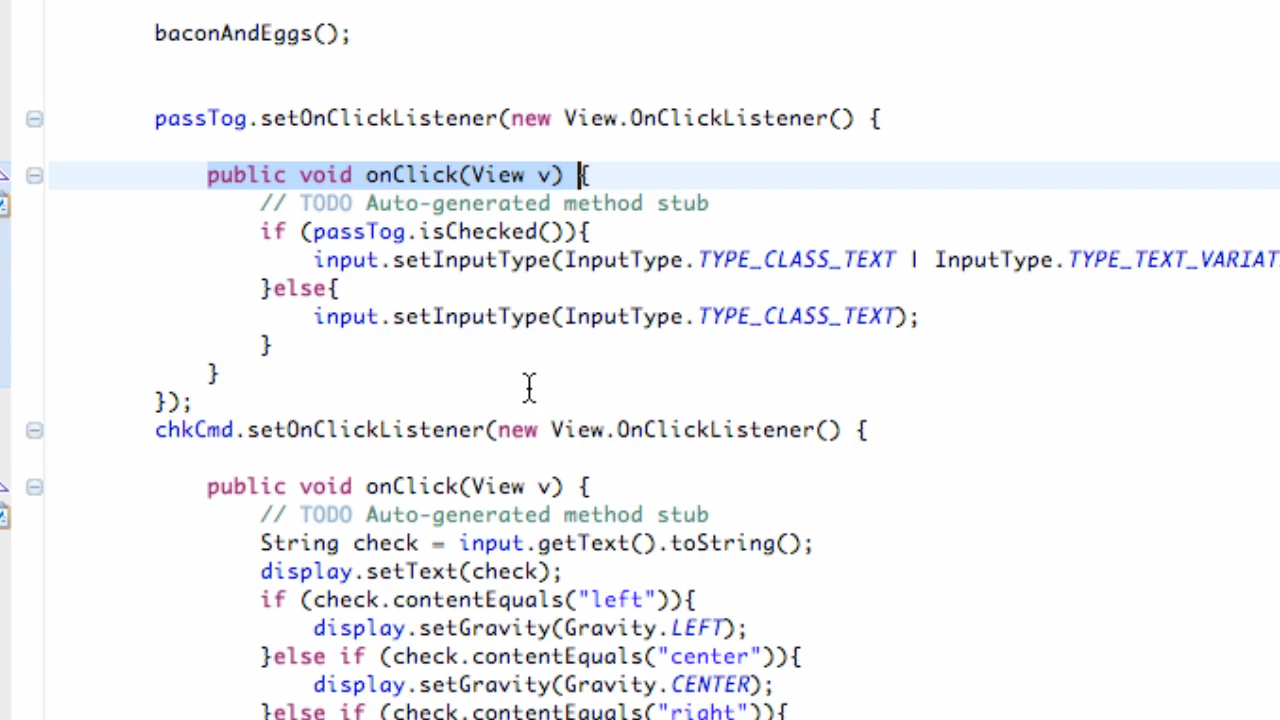 baconAndEggs();
passTog.setOnClickListener(new View.OnClickListener() {
public void onClick(View v) {
// TODO Auto-generated method stub
if (passTog.isChecked()){
input.setInputType(InputType.TYPE_CLASS_TEXT | InputType.TYPE_TEXT_VARIAT
}else{
input.setInputType(InputType.TYPE_CLASS_TEXT);
}
}
});
chkCmd.setOnClickListener(new View.OnClickListener() {
public void onClick(View v) {
// TODO Auto-generated method stub
String check = input.getText().toString();
display.setText(check);
if (check.contentEquals("left")){
display.setGravity(Gravity.LEFT);
}else if (check.contentEquals("center")){
display.setGravity(Gravity.CENTER);
}else if (check.contentEquals("right")){